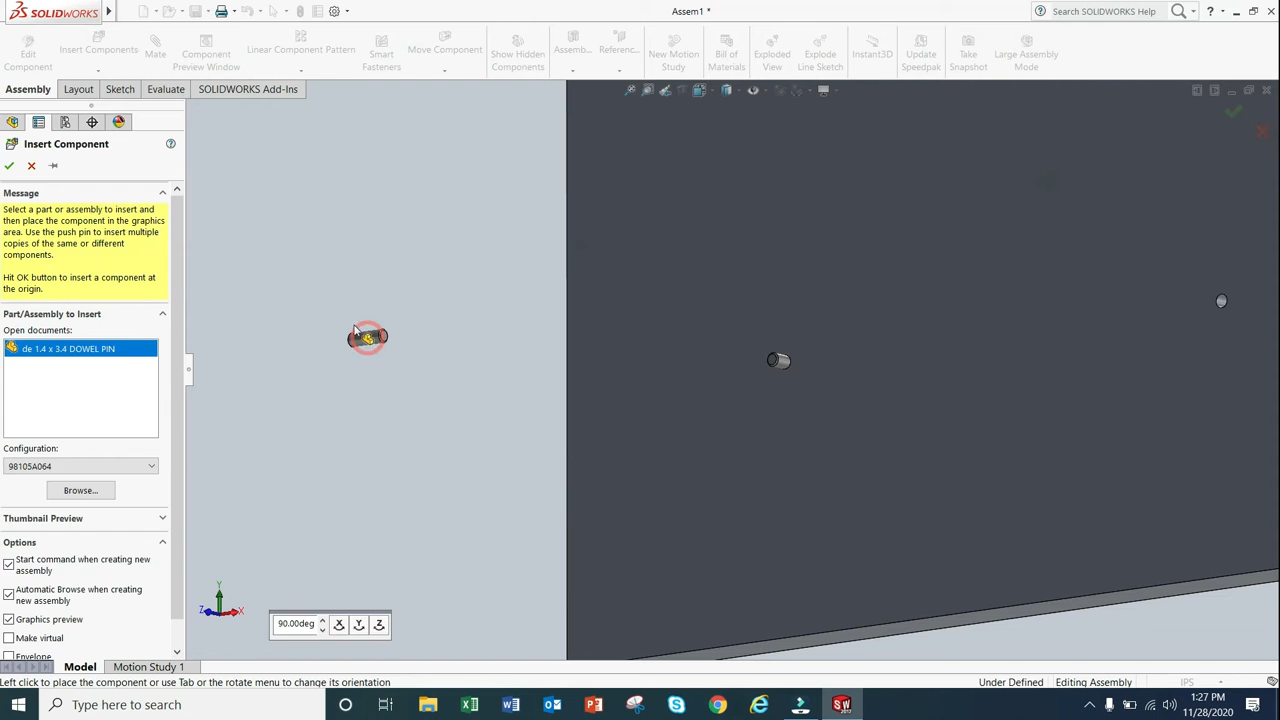 SOLIDWORKS
Assem1 *
Search SOLIDWORKS Help
Edit
Component
Insert Components
Mate
Component
Preview Window
Linear Component Pattern
Smart
Fasteners
Move Component
Show Hidden
Components
Assemb...
Referenc...
New Motion
Study
Bill of
Materials
Exploded
View
Explode
Line Sketch
Instant3D
Update
Speedpak
Take
Snapshot
Large Assembly
Mode
Assembly
Layout
Sketch
Evaluate
SOLIDWORKS Add-Ins
Insert Component
Message
Select a part or assembly to insert and
then place the component in the graphics
area. Use the push pin to insert multiple
copies of the same or different
components.
Hit OK button to insert a component at
the origin.
Part/Assembly to Insert
Open documents:
de 1.4 x 3.4 DOWEL PIN
Configuration:
98105A064
Browse...
Thumbnail Preview
Options
Start command when creating new
assembly
Automatic Browse when creating
new assembly
Graphics preview
Make virtual
Envelope
Y
Z
X
90.00deg
X
Y
Z
Model
Motion Study 1
Left click to place the component or use Tab or the rotate menu to change its orientation
Under Defined
Editing Assembly
IPS
Type here to search
1:27 PM
11/28/2020